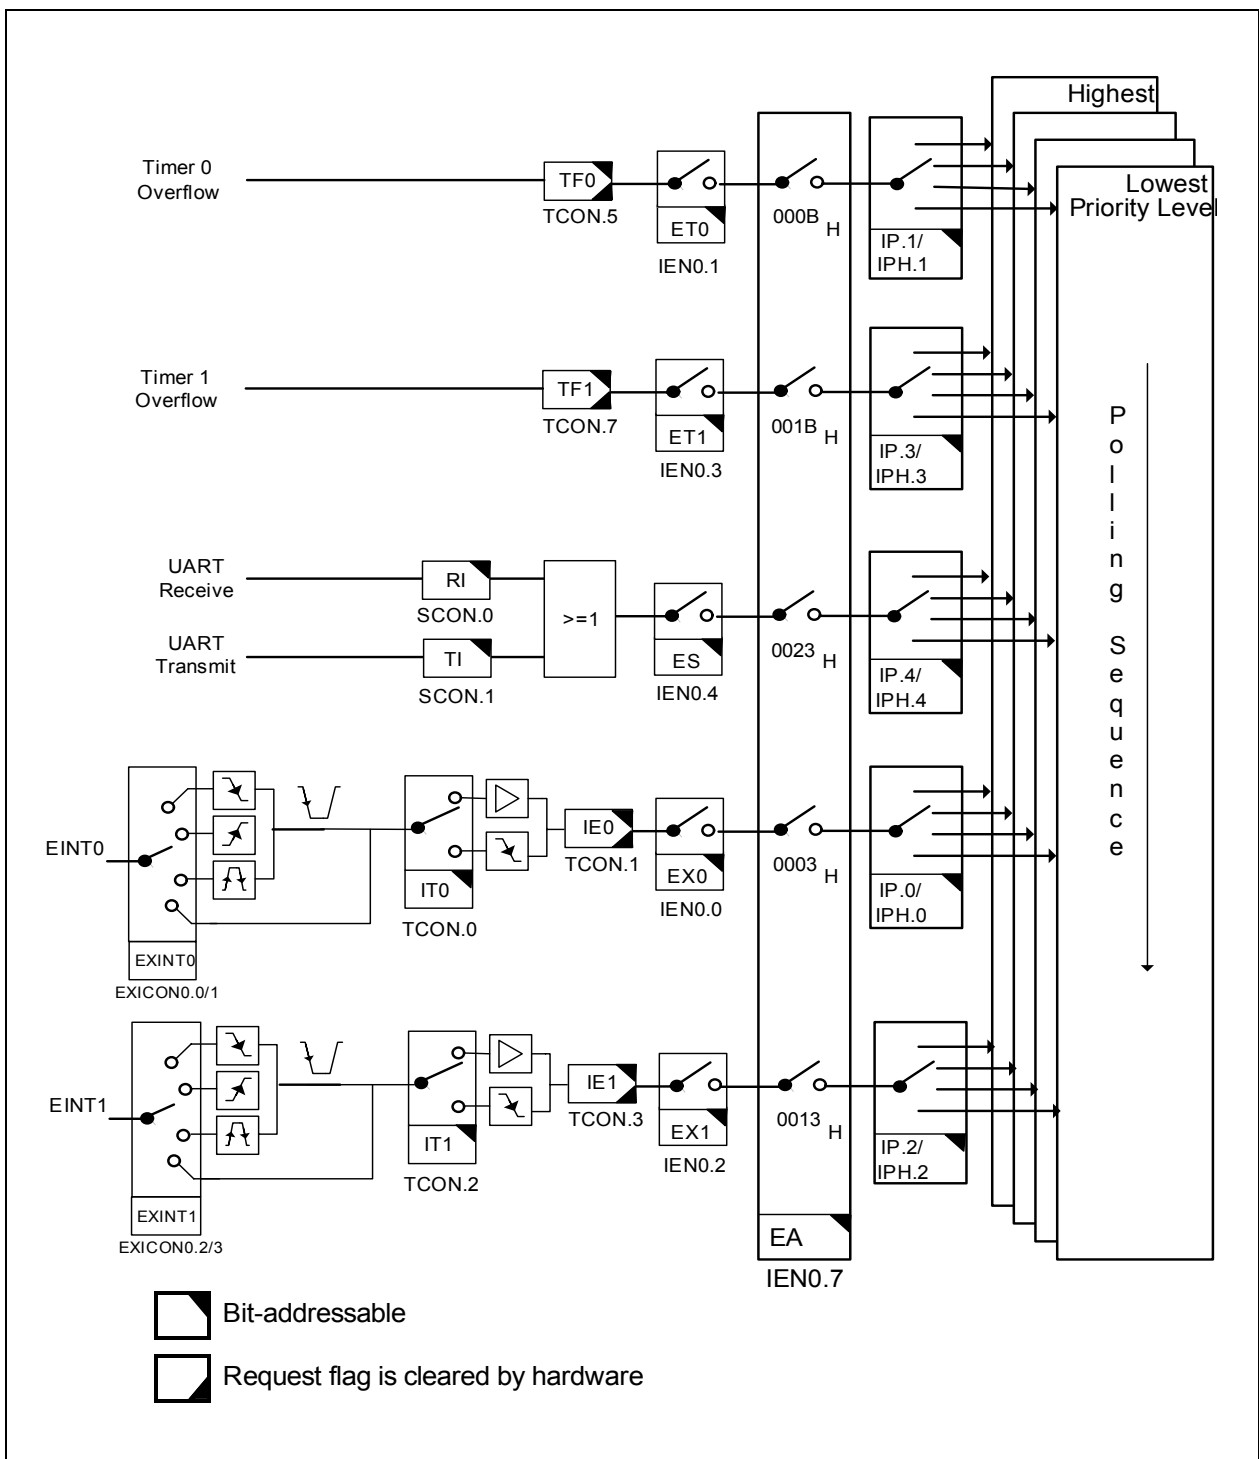 Highest
Lowest
Priority Level
Timer 0
Overflow
TF0
TCON.5
ET0
IEN0.1
000B H
IP.1/
IPH.1
Timer 1
Overflow
TF1
TCON.7
ET1
IEN0.3
001B H
IP.3/
IPH.3
Polling Sequence
UART
Receive
RI
SCON.0
UART
Transmit
TI
SCON.1
>=1
ES
IEN0.4
0023 H
IP.4/
IPH.4
EINT0
EXINT0
EXICON0.0/1
IT0
TCON.0
IE0
TCON.1
EX0
IEN0.0
0003 H
IP.0/
IPH.0
EINT1
EXINT1
EXICON0.2/3
IT1
TCON.2
IE1
TCON.3
EX1
IEN0.2
0013 H
IP.2/
IPH.2
EA
IEN0.7
Bit-addressable
Request flag is cleared by hardware